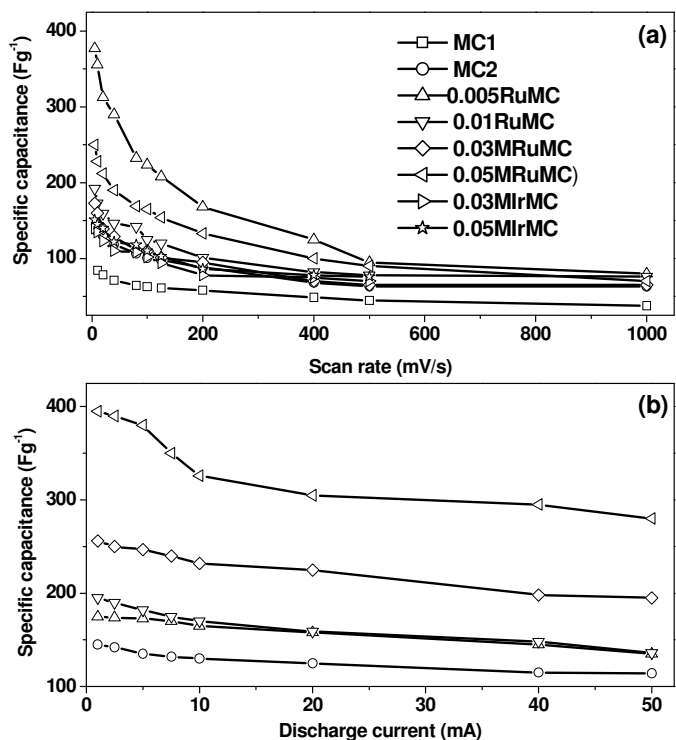 (a)
400
300
200
100
Specific capacitance (Fg⁻¹)
MC1
MC2
0.005RuMC
0.01RuMC
0.03MRuMC
0.05MRuMC)
0.03MIrMC
0.05MIrMC
0 200 400 600 800 1000
Scan rate (mV/s)
(b)
400
300
200
100
Specific capacitance (Fg⁻¹)
0 10 20 30 40 50
Discharge current (mA)